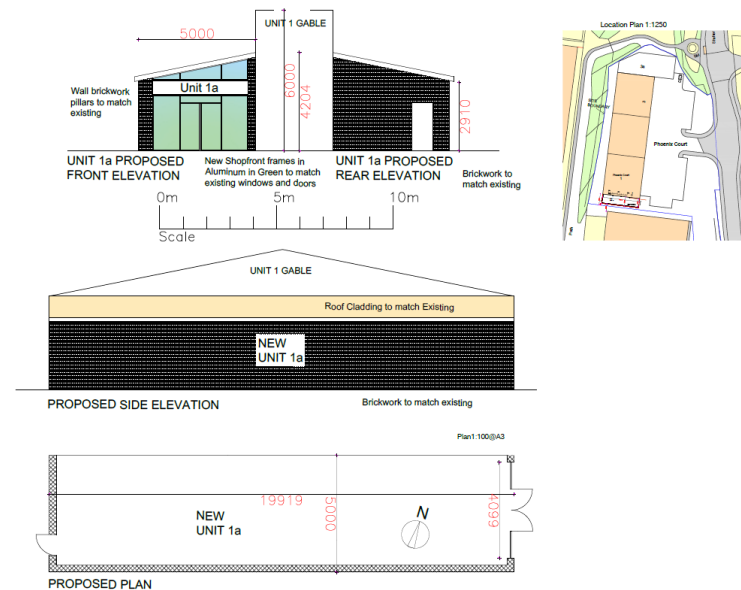 UNIT 1 GABLE
Location Plan 1:1250
5000
Unit 1a
Wall brickwork
pillars to match
existing
6000
4204
2910
UNIT 1a PROPOSED
FRONT ELEVATION
New Shopfront frames in
Aluminum in Green to match
existing windows and doors
UNIT 1a PROPOSED
REAR ELEVATION
Brickwork to
match existing
Phoenix Court
0m
5m
10m
Scale
UNIT 1 GABLE
Roof Cladding to match Existing
NEW
UNIT 1a
PROPOSED SIDE ELEVATION
Brickwork to match existing
Plan1:100@A3
19919
5000
4099
NEW
UNIT 1a
N
PROPOSED PLAN